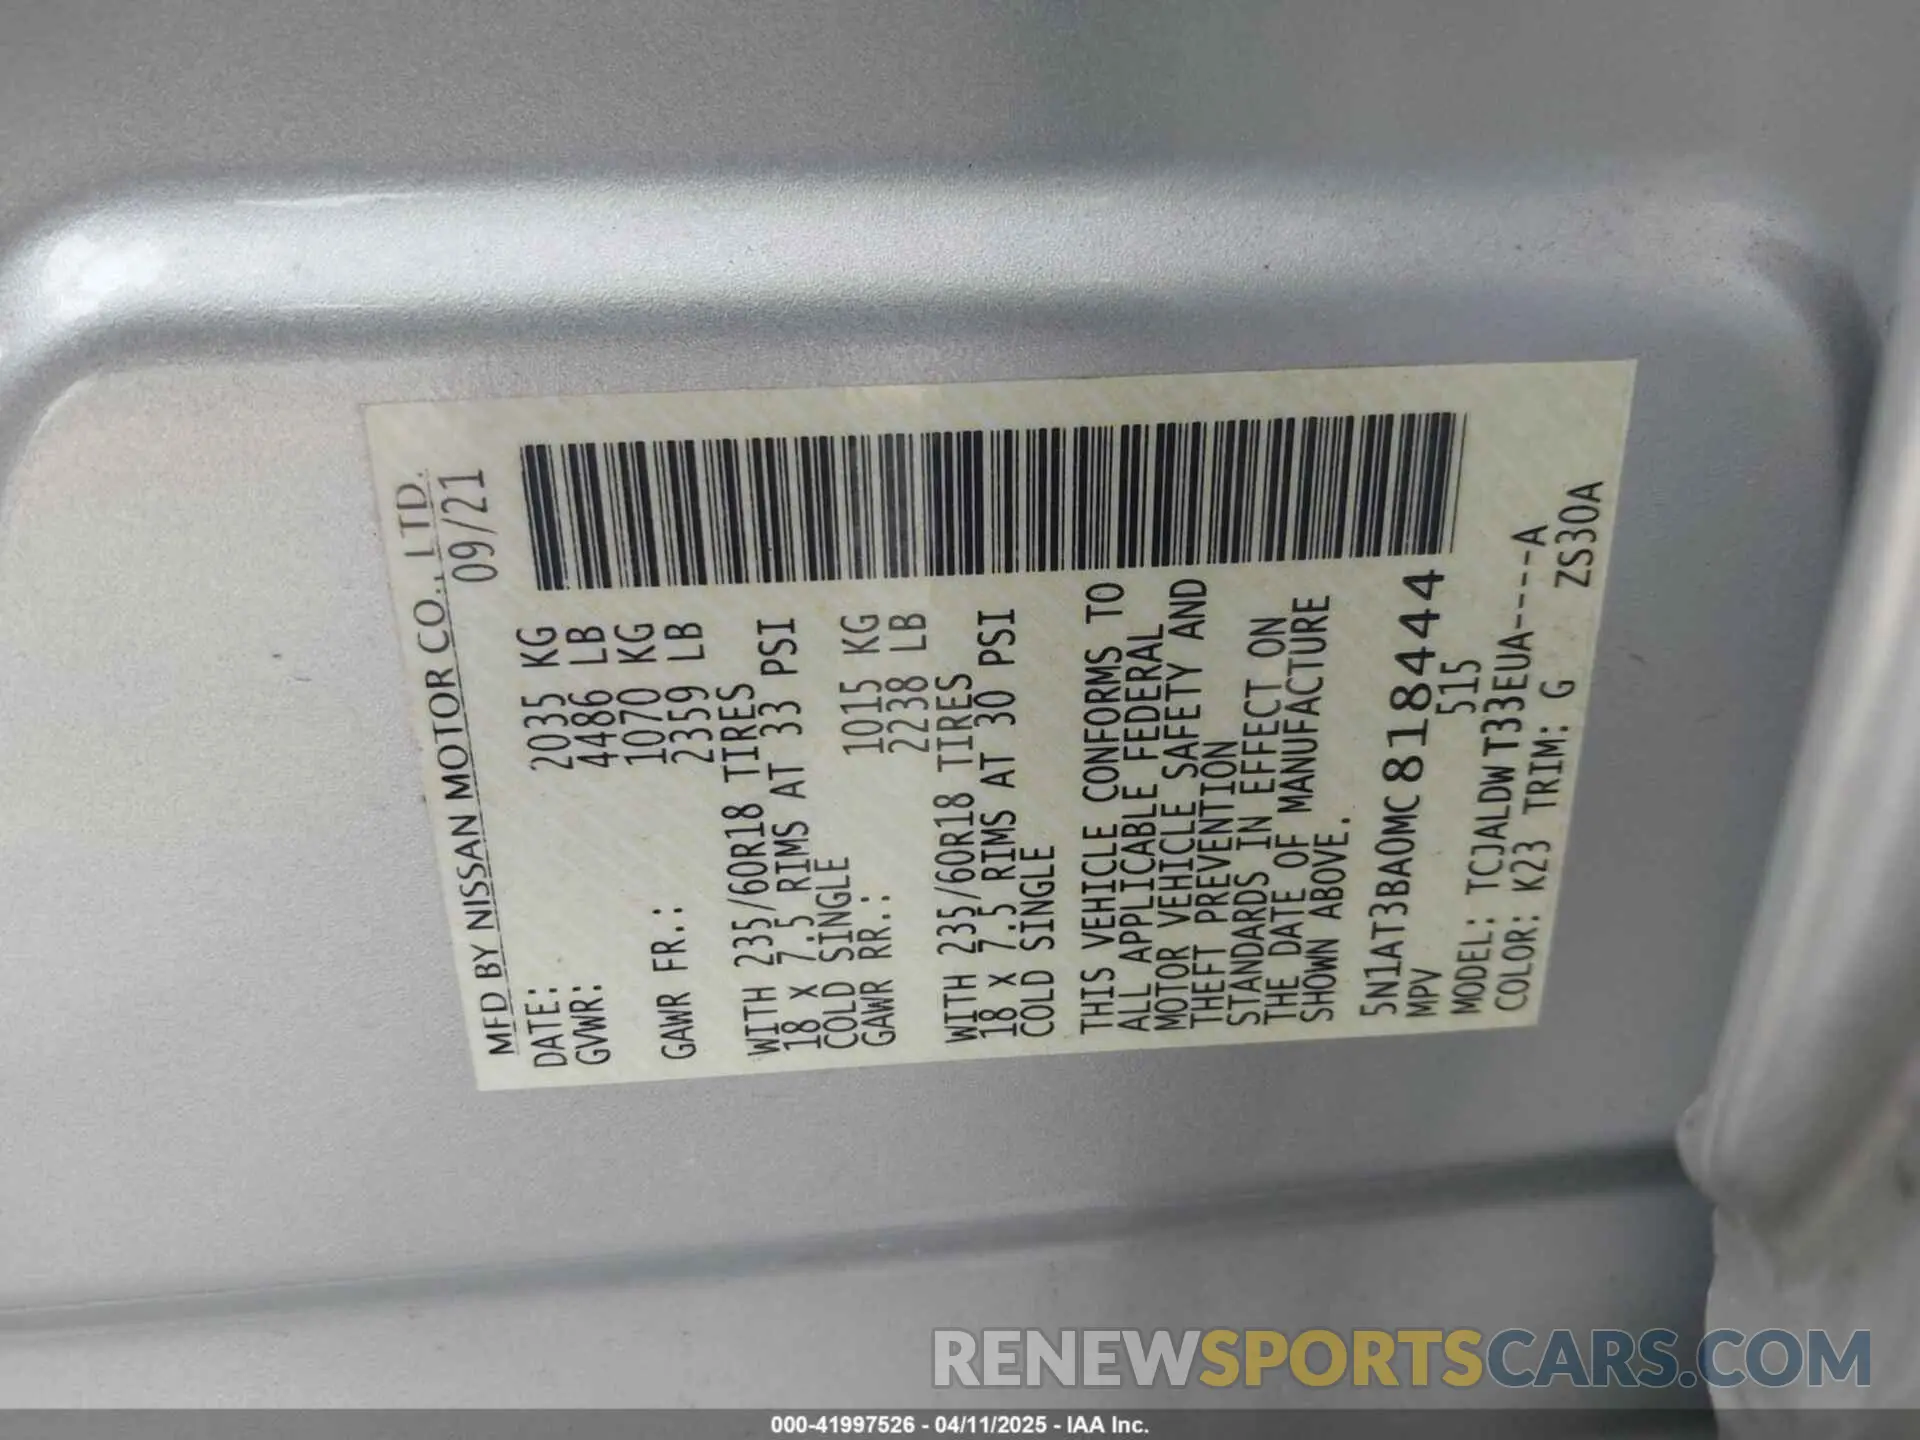 MFD BY NISSAN MOTOR CO., LTD.
DATE: 09/21
GVWR: 2035 KG
4486 LB
GAWR FR.: 1070 KG
2359 LB
WITH 235/60R18 TIRES
18 X 7.5 RIMS AT 33 PSI
COLD SINGLE
GAWR RR.: 1015 KG
2238 LB
WITH 235/60R18 TIRES
18 X 7.5 RIMS AT 30 PSI
COLD SINGLE
THIS VEHICLE CONFORMS TO
ALL APPLICABLE FEDERAL
MOTOR VEHICLE SAFETY AND
THEFT PREVENTION
STANDARDS IN EFFECT ON
THE DATE OF MANUFACTURE
SHOWN ABOVE.
5N1AT3BA0MC818444
MPV 515
MODEL: TCJALDWT33EUA----A
COLOR: K23 TRIM: G ZS30A
RENEWSPORTSCARS.COM
000-41997526 - 04/11/2025 - IAA Inc.